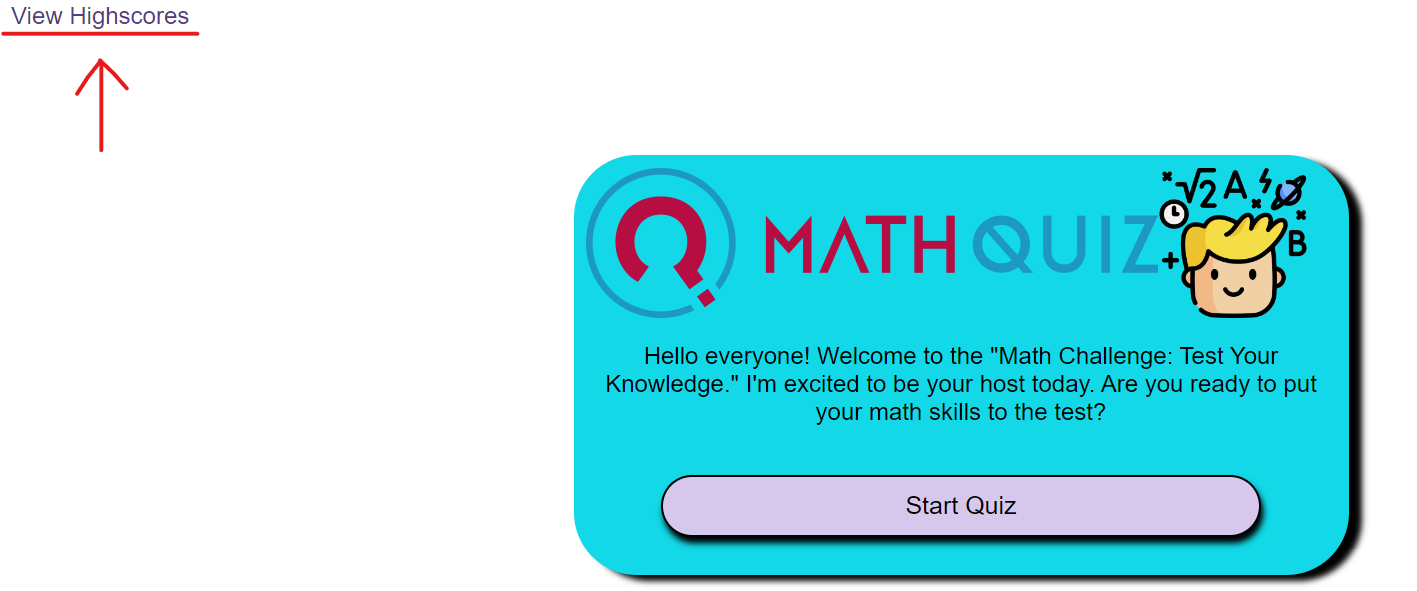 View Highscores
MATH QUIZ
Hello everyone! Welcome to the "Math Challenge: Test Your
Knowledge." I'm excited to be your host today. Are you ready to put
your math skills to the test?
Start Quiz
√2 A
B